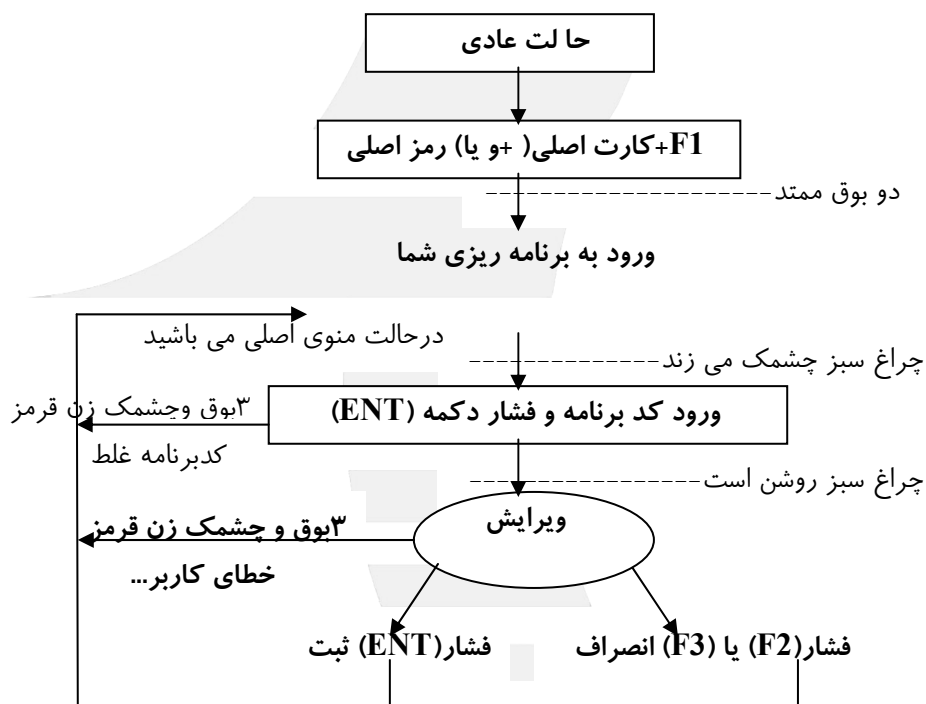 حا لت عادی
F1+کارت اصلی( +و یا) رمز اصلی
دو بوق ممتد
ورود به برنامه ریزی شما
درحالت منوی اصلی می باشید
چراغ سبز چشمک می زند
ورود کد برنامه و فشار دکمه (ENT)
۳بوق وچشمک زن قرمز
کدبرنامه غلط
چراغ سبز روشن است
ویرایش
۳بوق و چشمک زن قرمز
خطای کاربر...
فشار(F2) یا (F3) انصراف
فشار(ENT) ثبت